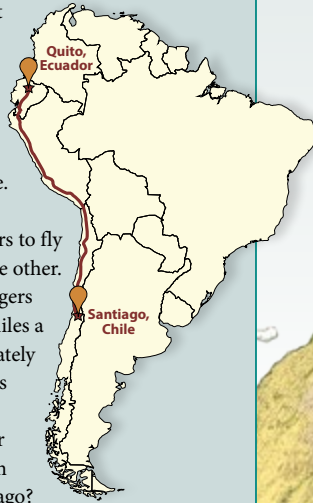 t
Quito,
Ecuador
e.
rs to fly
e other.
gers
Santiago,
Chile
iles a
ately
s
r
n
ago?